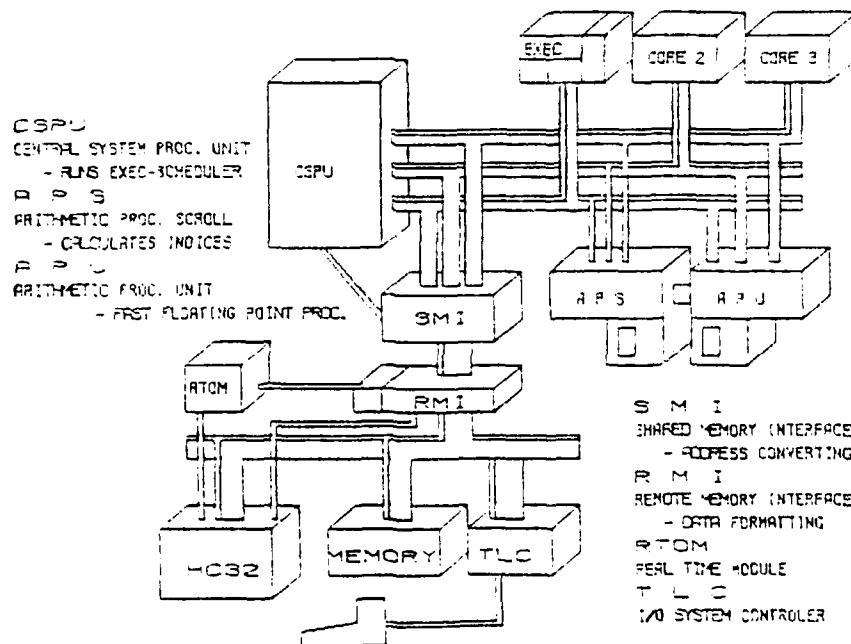 EXEC
CORE 2
CORE 3
CSPU
CENTRAL SYSTEM PROC. UNIT
- RUNS EXEC-SCHEDULER
A P S
ARITHMETIC PROC. SCROLL
- CALCULATES INDICES
A P U
ARITHMETIC PROC. UNIT
- FAST FLOATING POINT PROC.
CSPU
A P S
A P U
SMI
RTOM
RMI
MC32
MEMORY
TLC
S M I
SHARED MEMORY INTERFACE
- ADDRESS CONVERTING
R M I
REMOTE MEMORY INTERFACE
- DATA FORMATTING
RTOM
REAL TIME MODULE
T L C
I/O SYSTEM CONTROLER